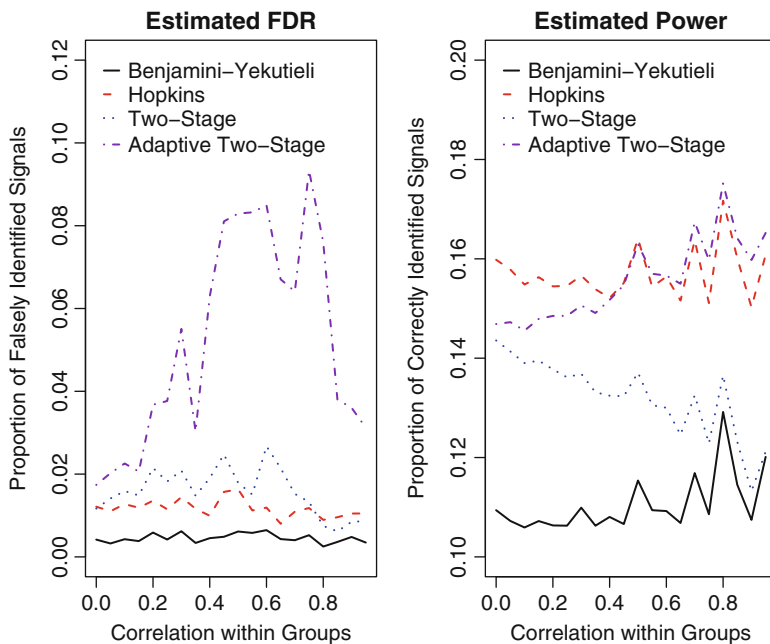 Estimated FDR
Proportion of Falsely Identified Signals
0.12
0.10
0.08
0.06
0.04
0.02
0.00
Benjamini−Yekutieli
Hopkins
Two−Stage
Adaptive Two−Stage
0.0 0.2 0.4 0.6 0.8
Correlation within Groups
Estimated Power
Proportion of Correctly Identified Signals
0.20
0.18
0.16
0.14
0.12
0.10
Benjamini−Yekutieli
Hopkins
Two−Stage
Adaptive Two−Stage
0.0 0.2 0.4 0.6 0.8
Correlation within Groups